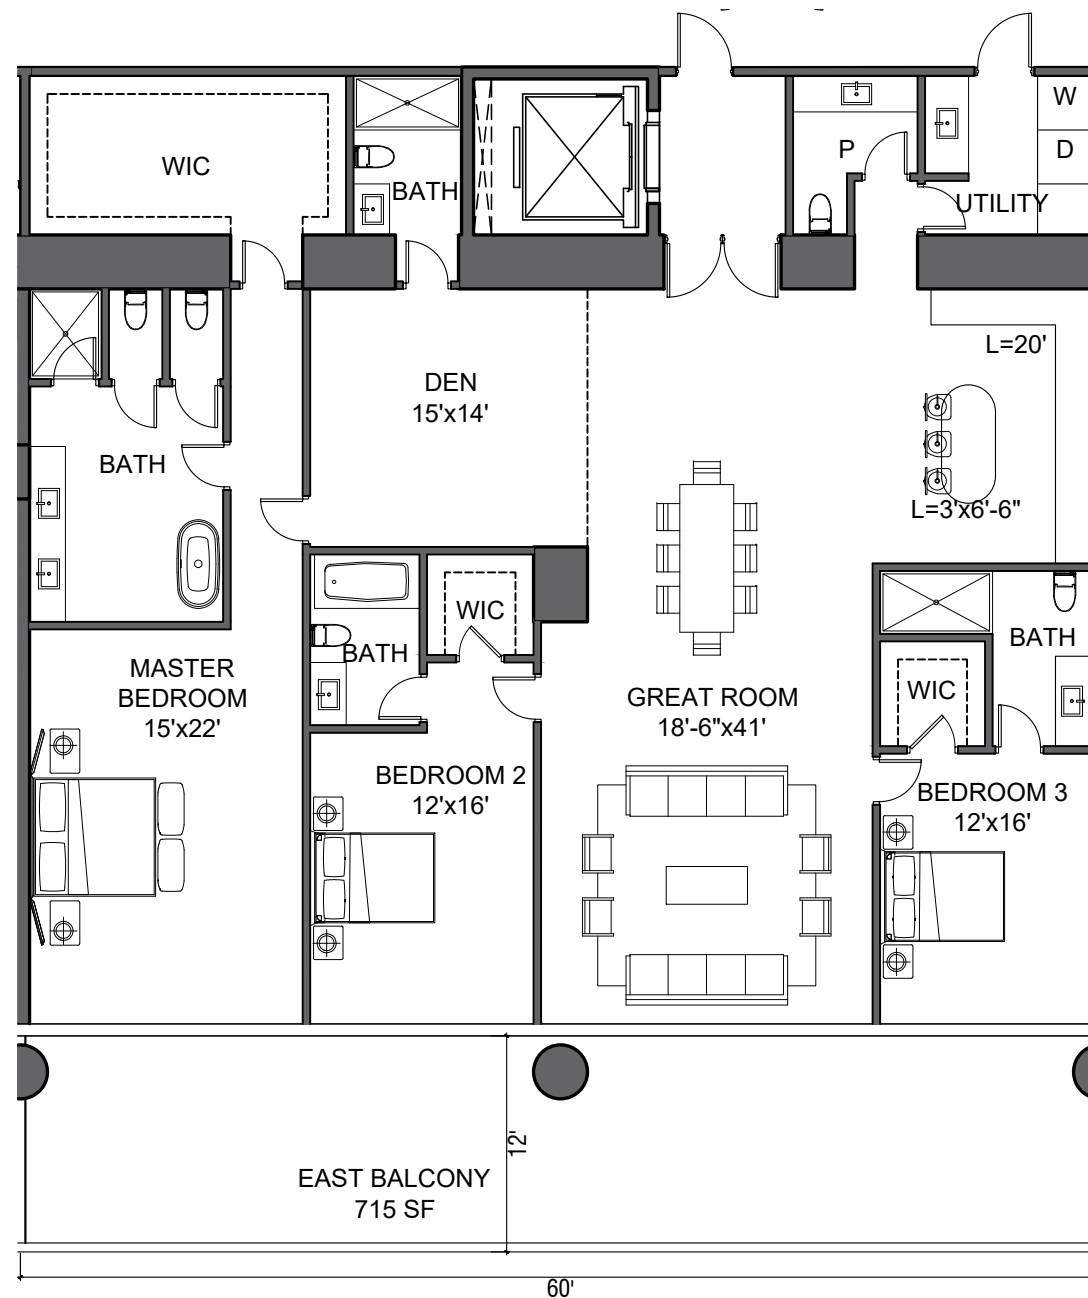 W
WIC
P
D
BATH
UTILITY
L=20'
DEN
15'x14'
BATH
L=3'x6'-6"
WIC
BATH
BATH
MASTER
BEDROOM
15'x22'
GREAT ROOM
18'-6"x41'
WIC
BEDROOM 2
12'x16'
BEDROOM 3
12'x16'
12'
EAST BALCONY
715 SF
60'